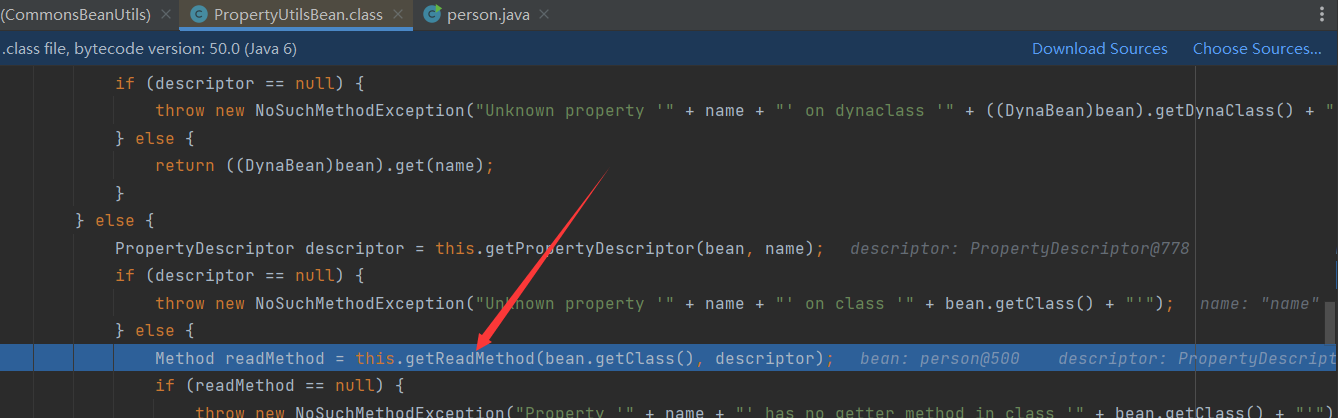 (CommonsBeanUtils) PropertyUtilsBean.class person.java
.class file, bytecode version: 50.0 (Java 6) Download Sources Choose Sources...
if (descriptor == null) {
throw new NoSuchMethodException("Unknown property '" + name + "' on dynaclass '" + ((DynaBean)bean).getDynaClass() + "
} else {
return ((DynaBean)bean).get(name);
}
} else {
PropertyDescriptor descriptor = this.getPropertyDescriptor(bean, name); descriptor: PropertyDescriptor@778
if (descriptor == null) {
throw new NoSuchMethodException("Unknown property '" + name + "' on class '" + bean.getClass() + "'"); name: "name"
} else {
Method readMethod = this.getReadMethod(bean.getClass(), descriptor); bean: person@500 descriptor: PropertyDescript
if (readMethod == null) {
throw new NoSuchMethodException("Property '" + name + "' has no getter method in class '" + bean.getClass() + "'")